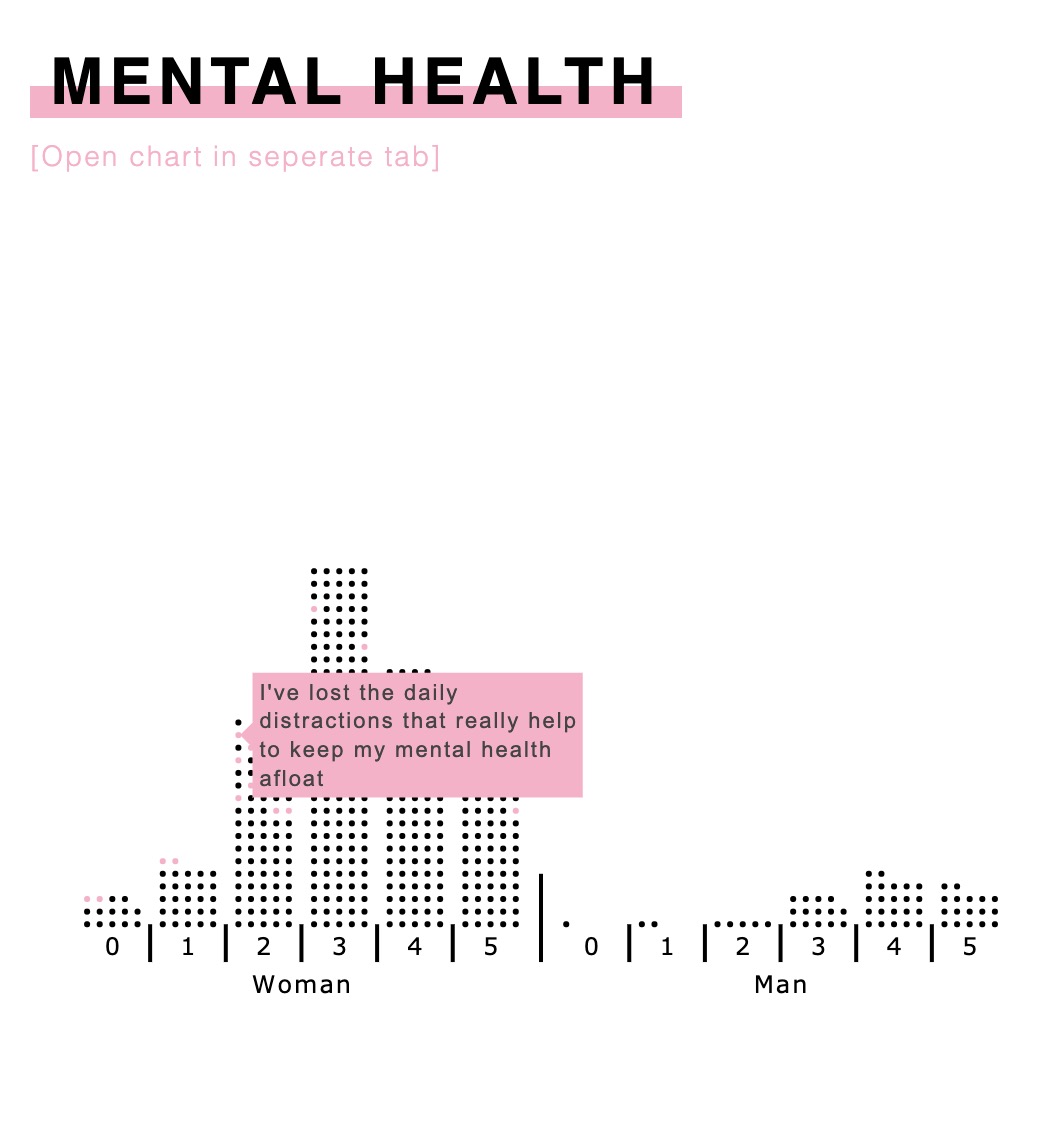 MENTAL HEALTH
[Open chart in seperate tab]
I've lost the daily
distractions that really help
to keep my mental health
afloat
0 1 2 3 4 5 0 1 2 3 4 5
Woman Man